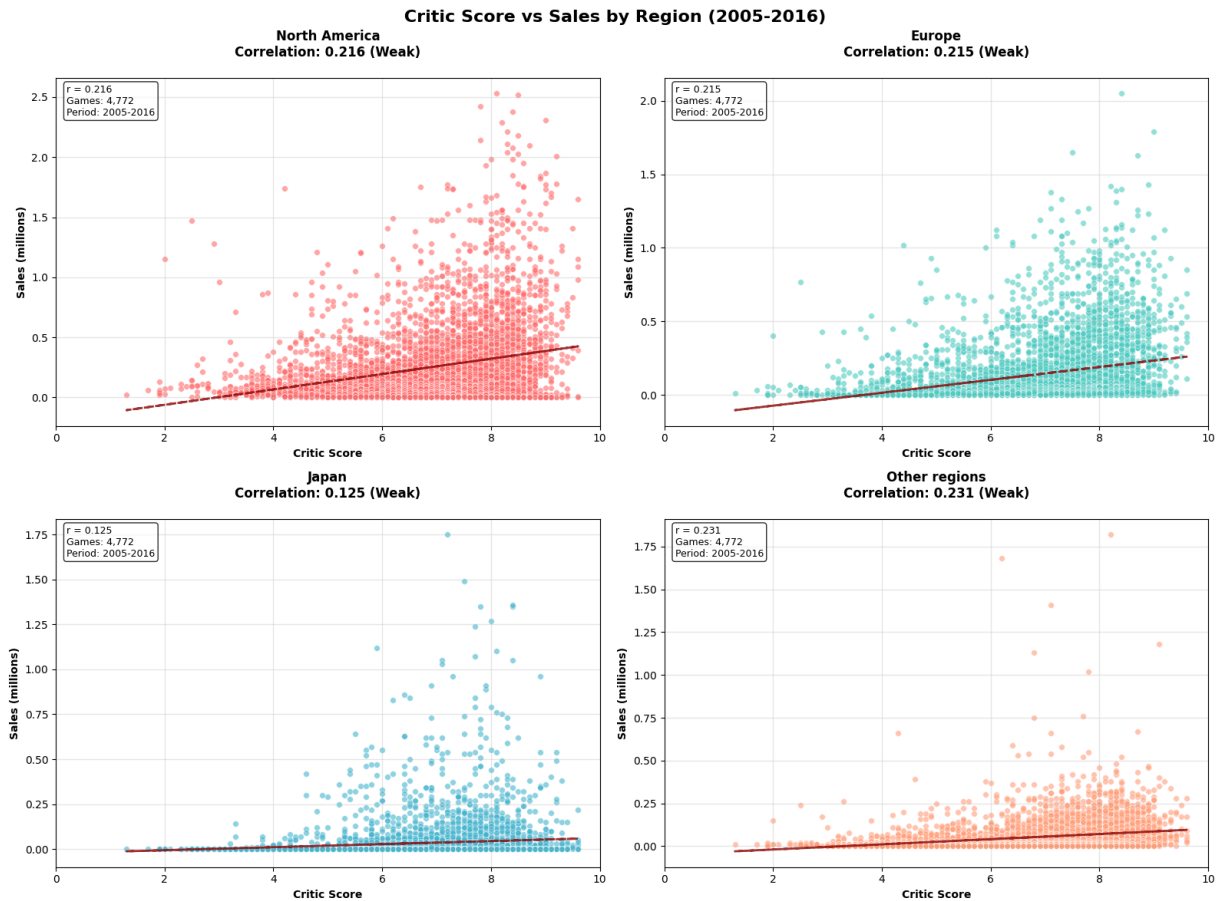 Critic Score vs Sales by Region (2005-2016)
North America
Correlation: 0.216 (Weak)
r = 0.216
Games: 4,772
Period: 2005-2016
Sales (millions)
2.5
2.0
1.5
1.0
0.5
0.0
0 2 4 6 8 10
Critic Score
Europe
Correlation: 0.215 (Weak)
r = 0.215
Games: 4,772
Period: 2005-2016
Sales (millions)
2.0
1.5
1.0
0.5
0.0
0 2 4 6 8 10
Critic Score
Japan
Correlation: 0.125 (Weak)
r = 0.125
Games: 4,772
Period: 2005-2016
Sales (millions)
1.75
1.50
1.25
1.00
0.75
0.50
0.25
0.00
0 2 4 6 8 10
Critic Score
Other regions
Correlation: 0.231 (Weak)
r = 0.231
Games: 4,772
Period: 2005-2016
Sales (millions)
1.75
1.50
1.25
1.00
0.75
0.50
0.25
0.00
0 2 4 6 8 10
Critic Score